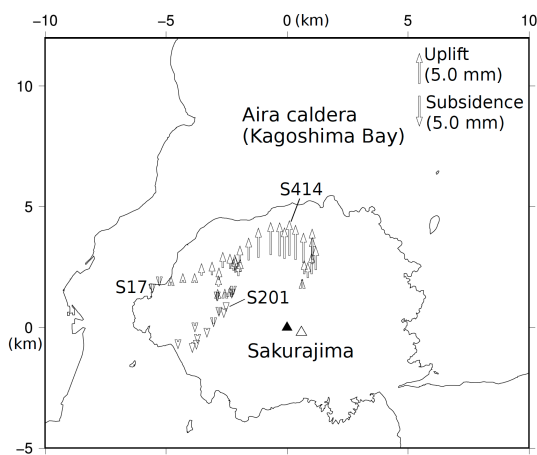 −10 −5 0 (km) 5 10
Uplift
(5.0 mm)
10
Subsidence
(5.0 mm)
Aira caldera
(Kagoshima Bay)
5
S414
S17
S201
0
(km)
Sakurajima
−5